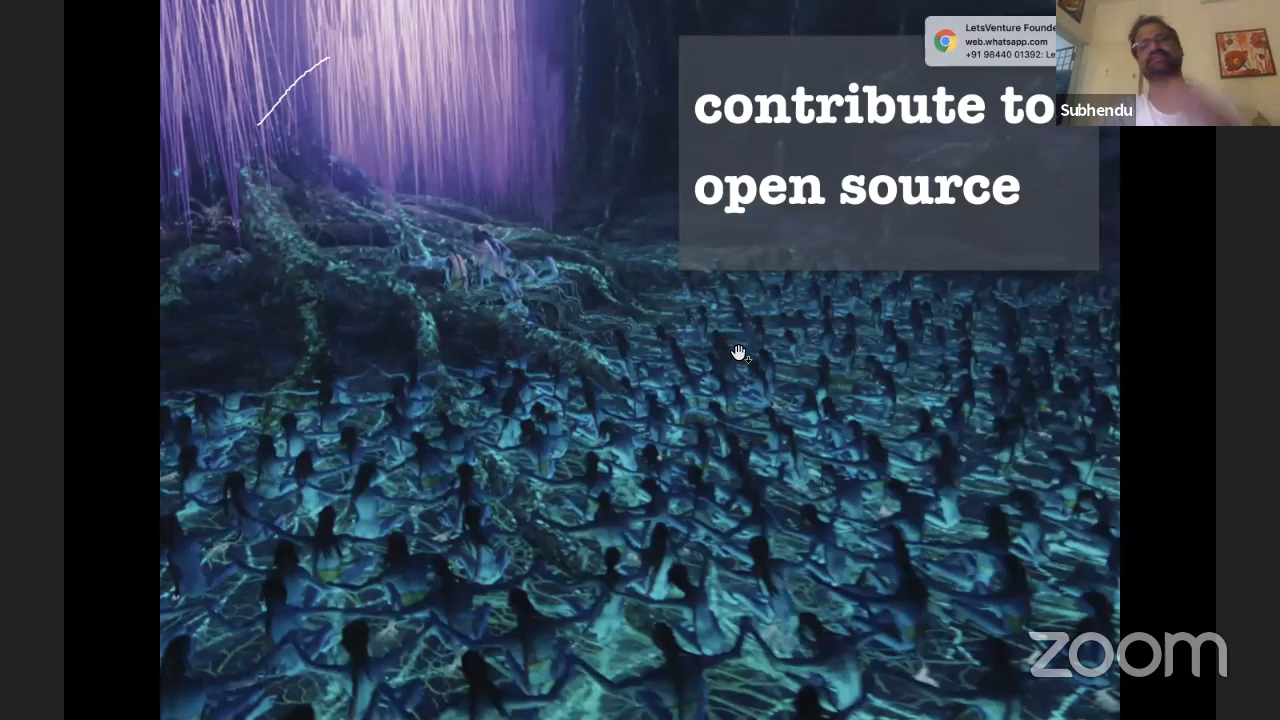 LetsVenture Founde
web.whatsapp.com
+91 98440 01392: Le
contribute to
open source
Subhendu
zoom